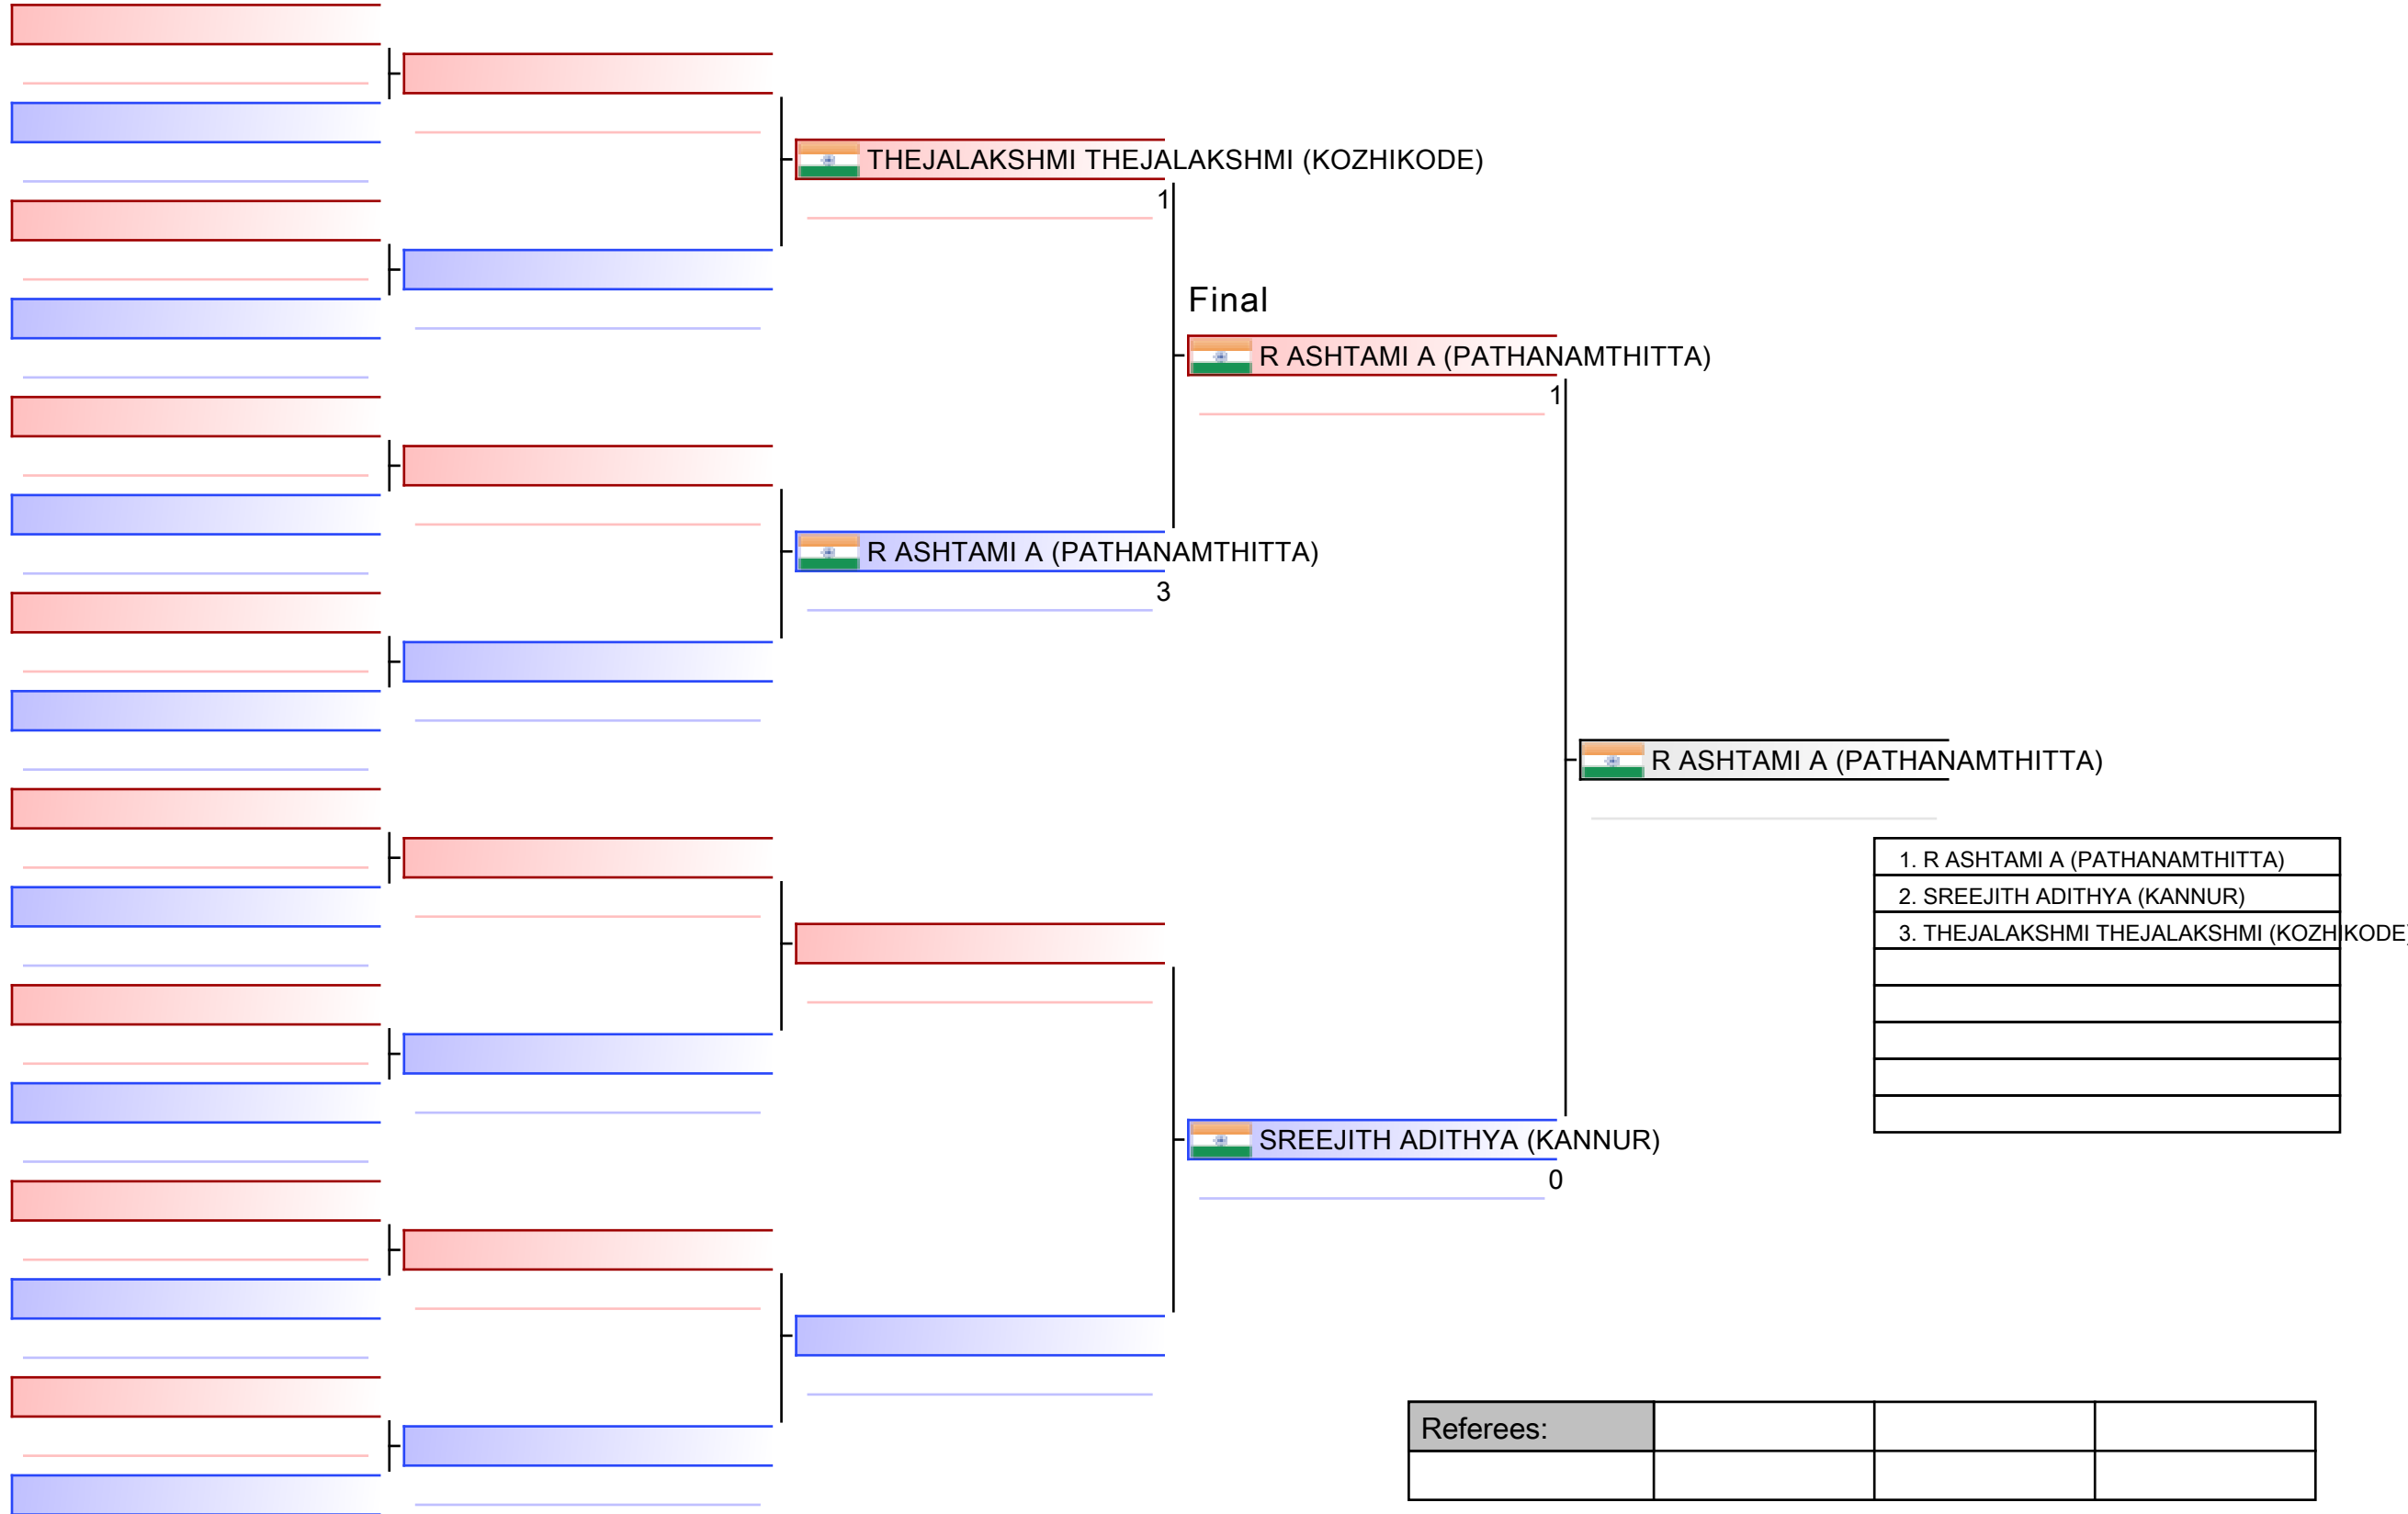 THEJALAKSHMI THEJALAKSHMI (KOZHIKODE)
1
Final
R ASHTAMI A (PATHANAMTHITTA)
1
R ASHTAMI A (PATHANAMTHITTA)
3
R ASHTAMI A (PATHANAMTHITTA)
1. R ASHTAMI A (PATHANAMTHITTA)
2. SREEJITH ADITHYA (KANNUR)
3. THEJALAKSHMI THEJALAKSHMI (KOZHIKODE)
SREEJITH ADITHYA (KANNUR)
0
Referees: